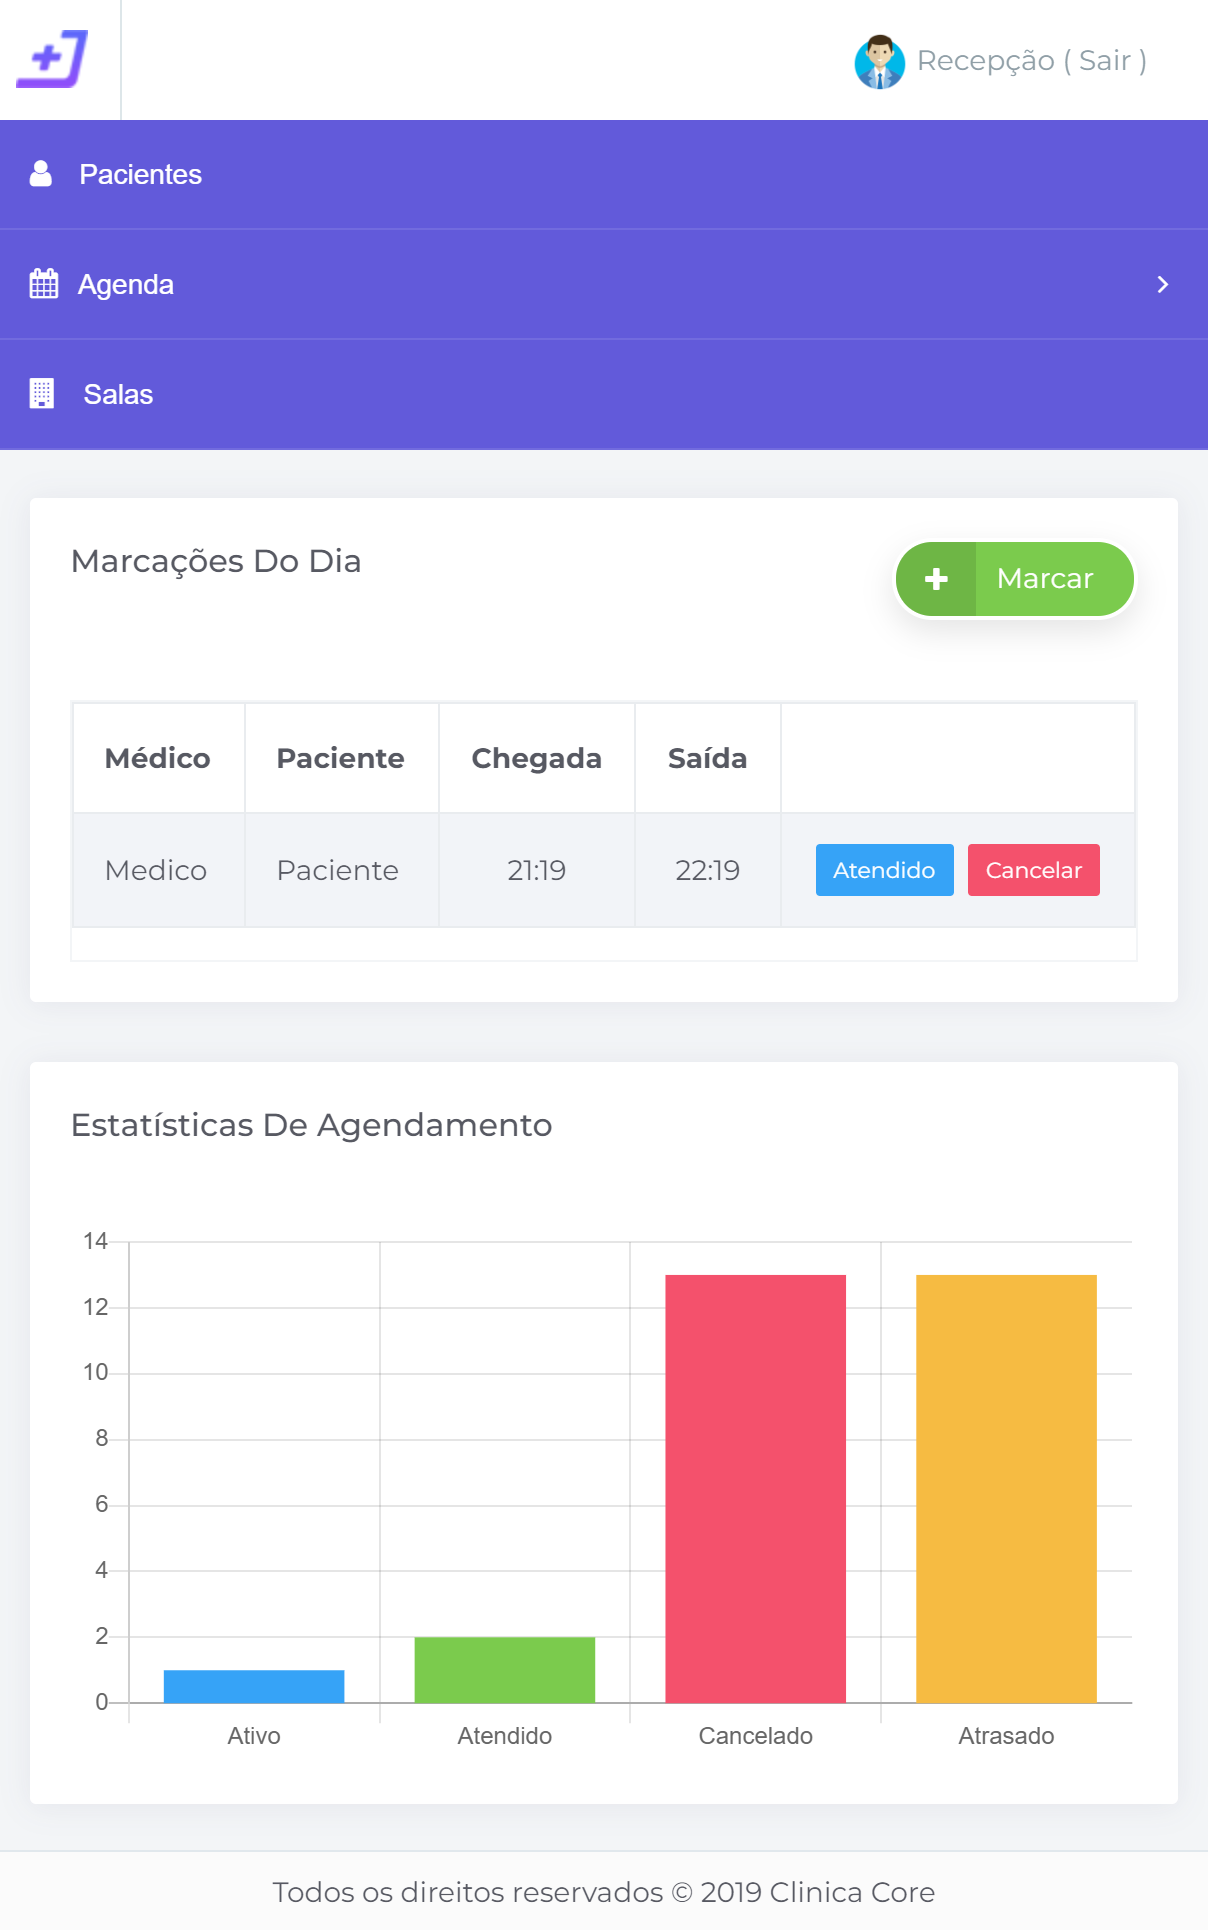 Recepção ( Sair )
Pacientes
Agenda
Salas
Marcações Do Dia
Marcar
Médico Paciente Chegada Saída
Medico Paciente 21:19 22:19 Atendido Cancelar
Estatísticas De Agendamento
14
12
10
8
6
4
2
0
Ativo Atendido Cancelado Atrasado
Todos os direitos reservados © 2019 Clinica Core